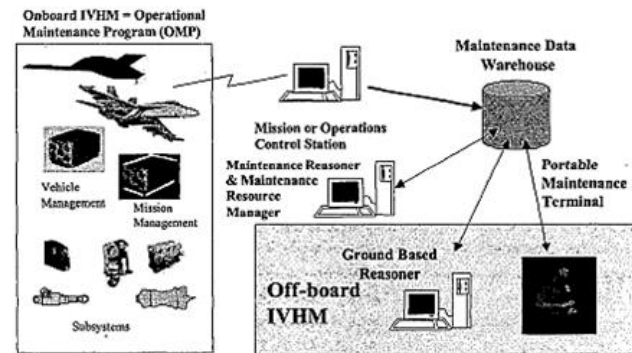 Onboard IVHM = Operational
Maintenance Program (OMP)
Vehicle
Management
Mission
Management
Subsystems
Mission or Operations
Control Station
Maintenance Reasoner
& Maintenance
Resource
Manager
Maintenance Data
Warehouse
Portable
Maintenance
Terminal
Ground Based
Reasoner
Off-board
IVHM